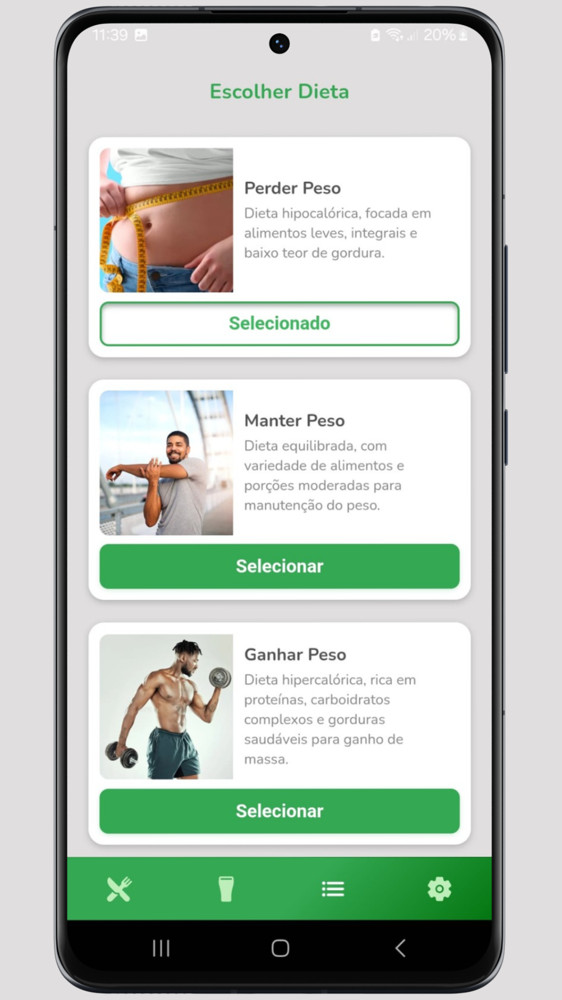 11:39
20%
Escolher Dieta
Perder Peso
Dieta hipocalórica, focada em
alimentos leves, integrais e
baixo teor de gordura.
Selecionado
Manter Peso
Dieta equilibrada, com
variedade de alimentos e
porções moderadas para
manutenção do peso.
Selecionar
Ganhar Peso
Dieta hipercalórica, rica em
proteínas, carboidratos
complexos e gorduras
saudáveis para ganho de
massa.
Selecionar